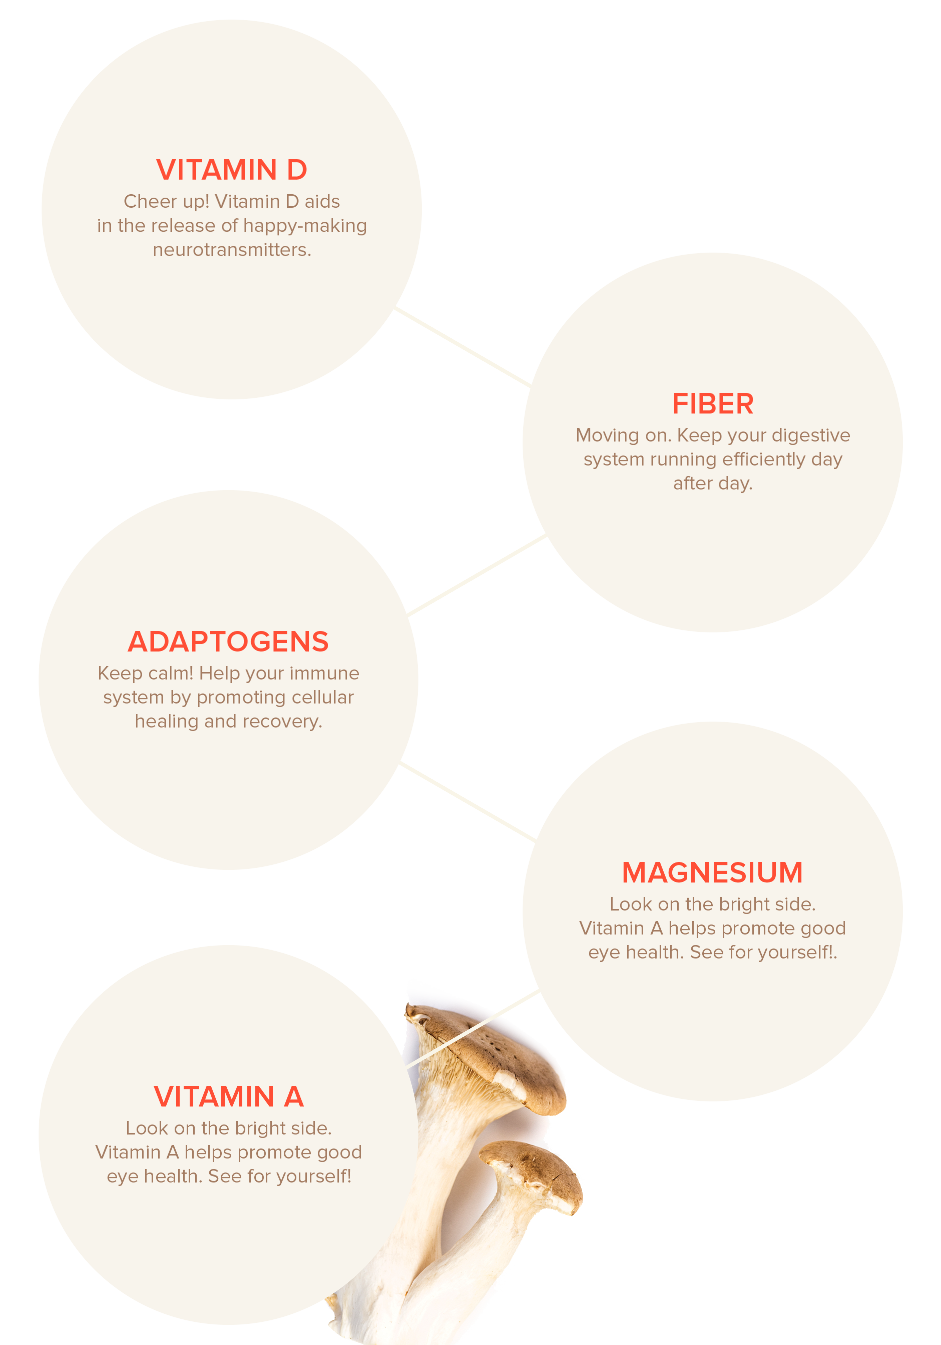 VITAMIN D
Cheer up! Vitamin D aids
in the release of happy-making
neurotransmitters.
FIBER
Moving on. Keep your digestive
system running efficiently day
after day.
ADAPTOGENS
Keep calm! Help your immune
system by promoting cellular
healing and recovery.
MAGNESIUM
Look on the bright side.
Vitamin A helps promote good
eye health. See for yourself!.
VITAMIN A
Look on the bright side.
Vitamin A helps promote good
eye health. See for yourself!